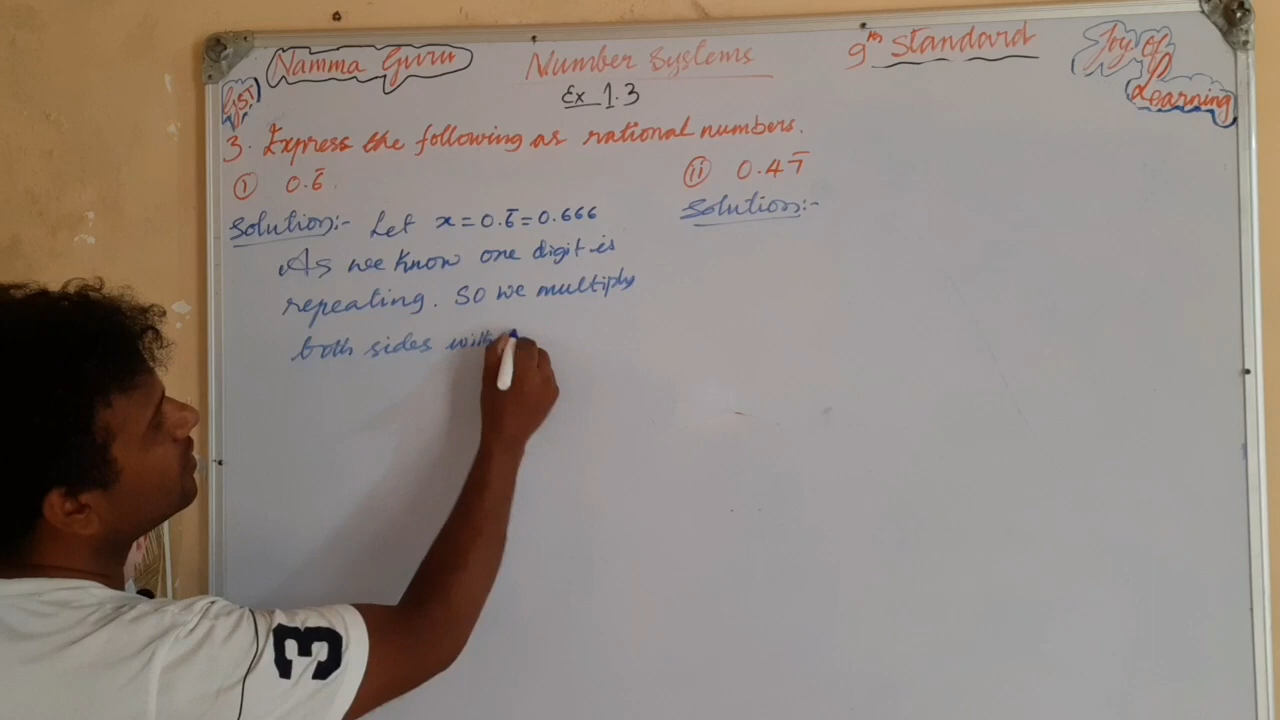 Namma Guru
Number Systems
9th Standard
Joy of
Learning
GST
Ex 1.3
3. Express the following as rational numbers.
(i) 0.6̄.
(ii) 0.47̄
Solution:- Let x = 0.6̄ = 0.666
As we know one digit is
repeating. So we multiply
both sides with
Solution:-
3